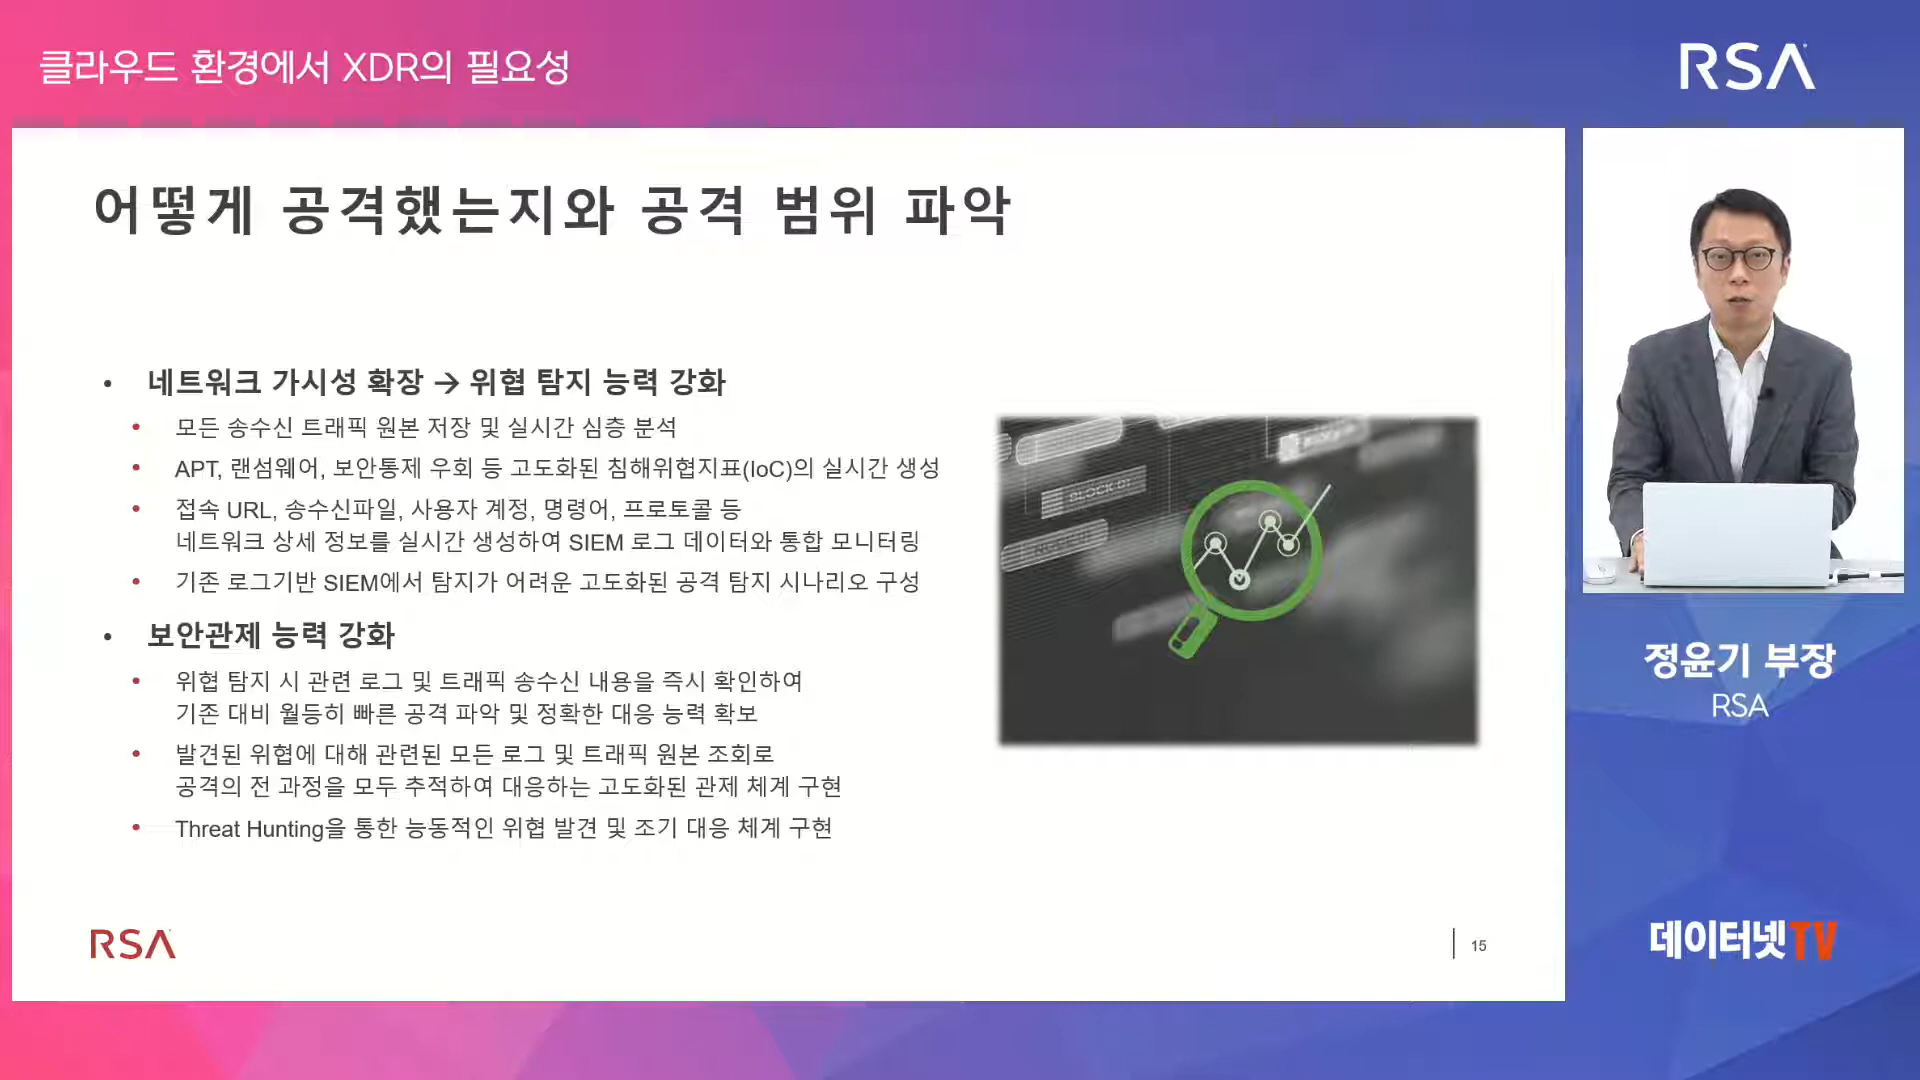 클라우드 환경에서 XDR의 필요성
RSA
어떻게 공격했는지와 공격 범위 파악
• 네트워크 가시성 확장 → 위협 탐지 능력 강화
• 모든 송수신 트래픽 원본 저장 및 실시간 심층 분석
• APT, 랜섬웨어, 보안통제 우회 등 고도화된 침해위협지표(IoC)의 실시간 생성
• 접속 URL, 송수신파일, 사용자 계정, 명령어, 프로토콜 등
네트워크 상세 정보를 실시간 생성하여 SIEM 로그 데이터와 통합 모니터링
• 기존 로그기반 SIEM에서 탐지가 어려운 고도화된 공격 탐지 시나리오 구성
• 보안관제 능력 강화
• 위협 탐지 시 관련 로그 및 트래픽 송수신 내용을 즉시 확인하여
기존 대비 월등히 빠른 공격 파악 및 정확한 대응 능력 확보
• 발견된 위협에 대해 관련된 모든 로그 및 트래픽 원본 조회로
공격의 전 과정을 모두 추적하여 대응하는 고도화된 관제 체계 구현
• Threat Hunting을 통한 능동적인 위협 발견 및 조기 대응 체계 구현
BLOCK 01
RSA
15
정윤기 부장
RSA
데이터넷TV